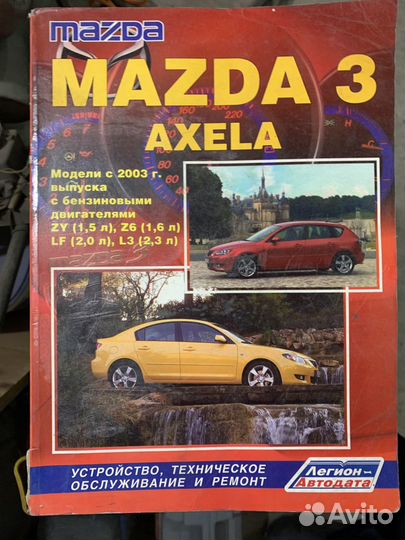 mazda
MAZDA 3
AXELA
Модели с 2003 г.
выпуска
с бензиновыми
двигателями
ZY (1,5 л), Z6 (1,6 л)
LF (2,0 л), L3 (2,3 л)
УСТРОЙСТВО, ТЕХНИЧЕСКОЕ
ОБСЛУЖИВАНИЕ И РЕМОНТ
Легион-
Автодата
Avito